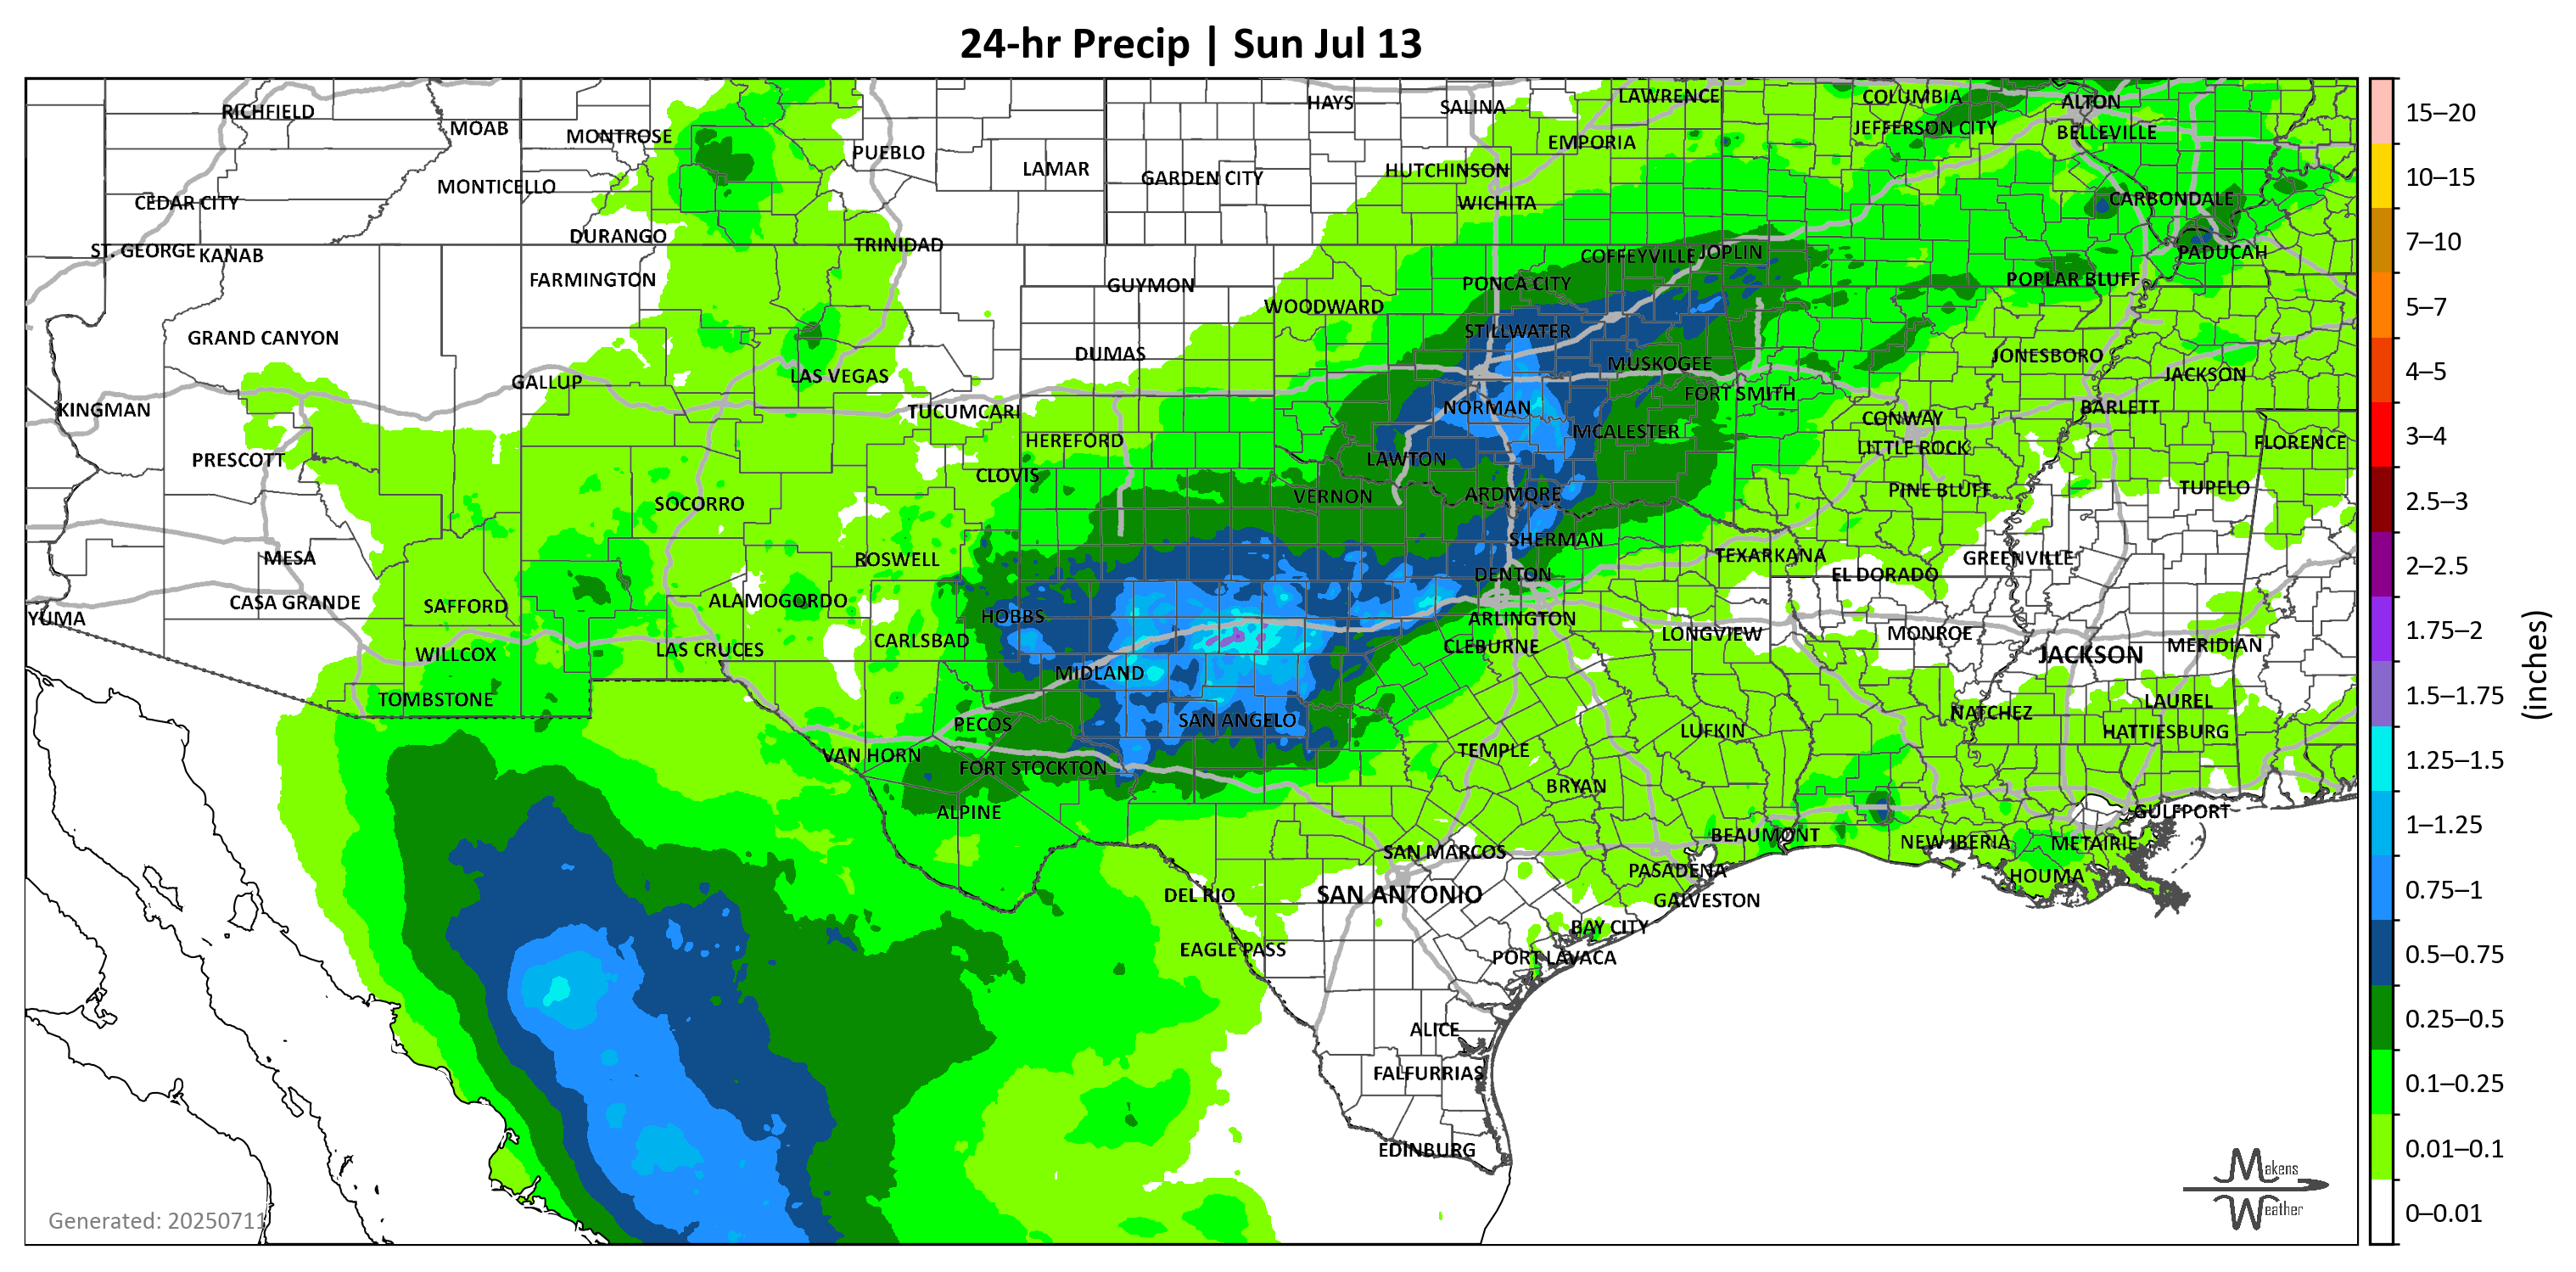 24-hr Precip | Sun Jul 13
RICHFIELD
MOAB
MONTROSE
PUEBLO
LAMAR
HAYS
SALINA
LAWRENCE
COLUMBIA
ALTON
EMPORIA
JEFFERSON CITY
BELLEVILLE
MONTICELLO
CEDAR CITY
GARDEN CITY
HUTCHINSON
WICHITA
CARBONDALE
ST. GEORGE
KANAB
DURANGO
TRINIDAD
COFFEYVILLE
JOPLIN
PADUCAH
FARMINGTON
GUYMON
PONCA CITY
POPLAR BLUFF
WOODWARD
GRAND CANYON
STILLWATER
DUMAS
MUSKOGEE
JONESBORO
GALLUP
LAS VEGAS
FORT SMITH
JACKSON
KINGMAN
TUCUMCARI
NORMAN
CONWAY
BARLETT
PRESCOTT
HEREFORD
MCALESTER
LITTLE ROCK
FLORENCE
CLOVIS
LAWTON
SOCORRO
VERNON
ARDMORE
PINE BLUFF
TUPELO
MESA
ROSWELL
SHERMAN
TEXARKANA
GREENVILLE
DENTON
EL DORADO
CASA GRANDE
SAFFORD
ALAMOGORDO
YUMA
HOBBS
ARLINGTON
WILLCOX
LAS CRUCES
CARLSBAD
CLEBURNE
LONGVIEW
MONROE
JACKSON
MERIDIAN
MIDLAND
TOMBSTONE
PECOS
SAN ANGELO
NATCHEZ
LAUREL
LUFKIN
HATTIESBURG
VAN HORN
FORT STOCKTON
TEMPLE
BRYAN
ALPINE
GULFPORT
BEAUMONT
NEW IBERIA
METAIRIE
SAN MARCOS
PASADENA
HOUMA
DEL RIO
SAN ANTONIO
GALVESTON
BAY CITY
EAGLE PASS
PORT LAVACA
ALICE
FALFURRIAS
EDINBURG
Generated: 20250711
Makens
Weather
15–20
10–15
7–10
5–7
4–5
3–4
2.5–3
2–2.5
1.75–2
1.5–1.75
1.25–1.5
1–1.25
0.75–1
0.5–0.75
0.25–0.5
0.1–0.25
0.01–0.1
0–0.01
(inches)